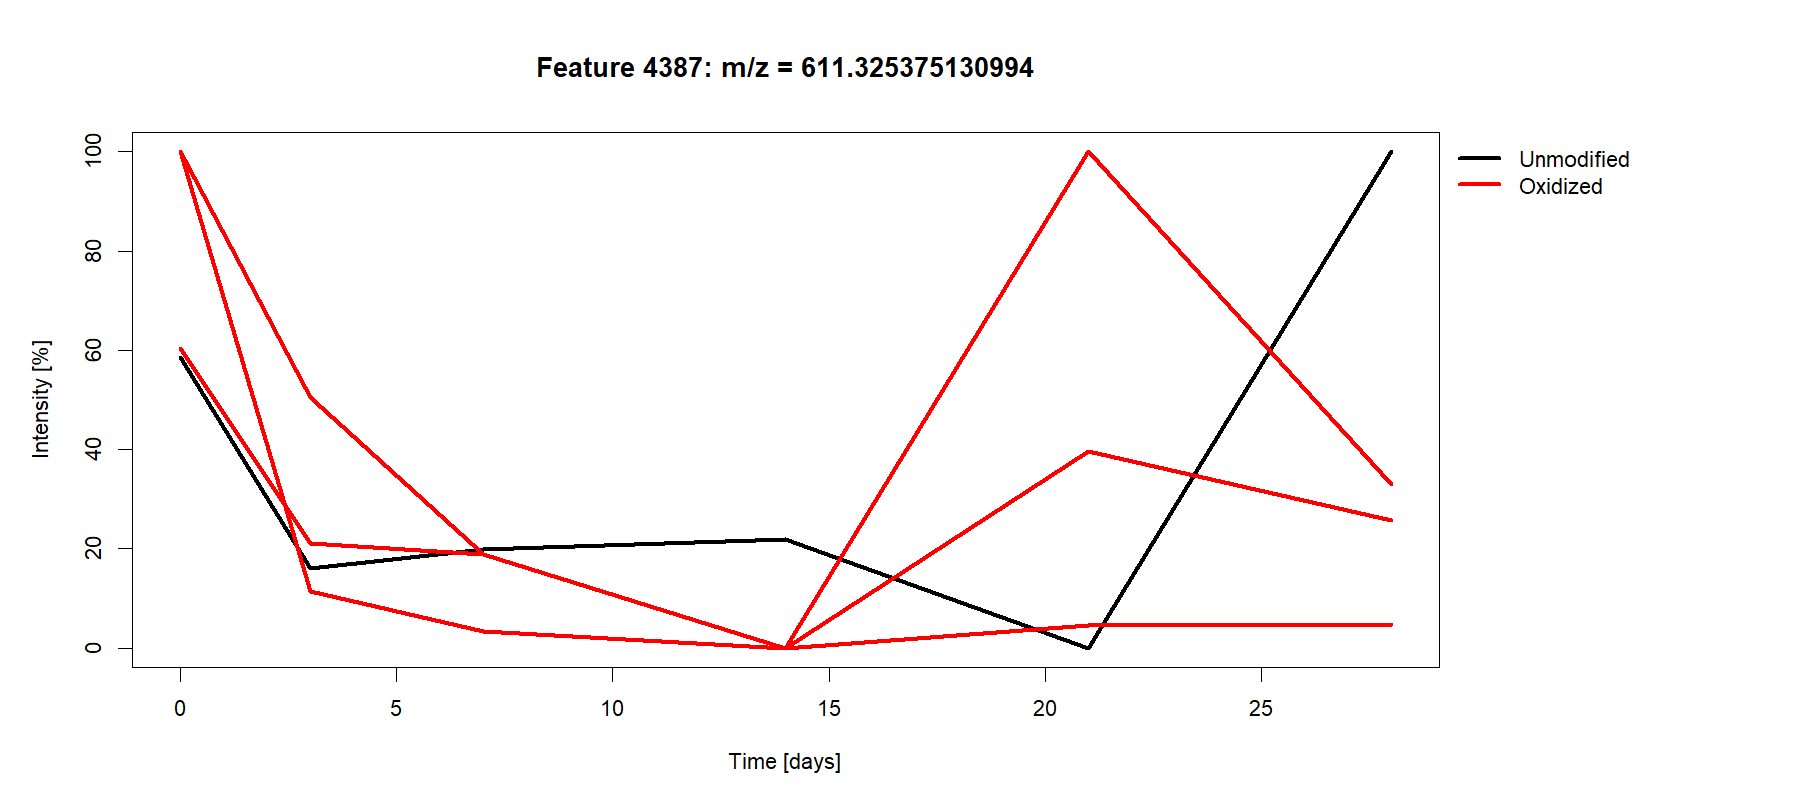 Feature 4387: m/z = 611.325375130994
Unmodified
Oxidized
Intensity [%]
100
80
60
40
20
0
0 5 10 15 20 25
Time [days]